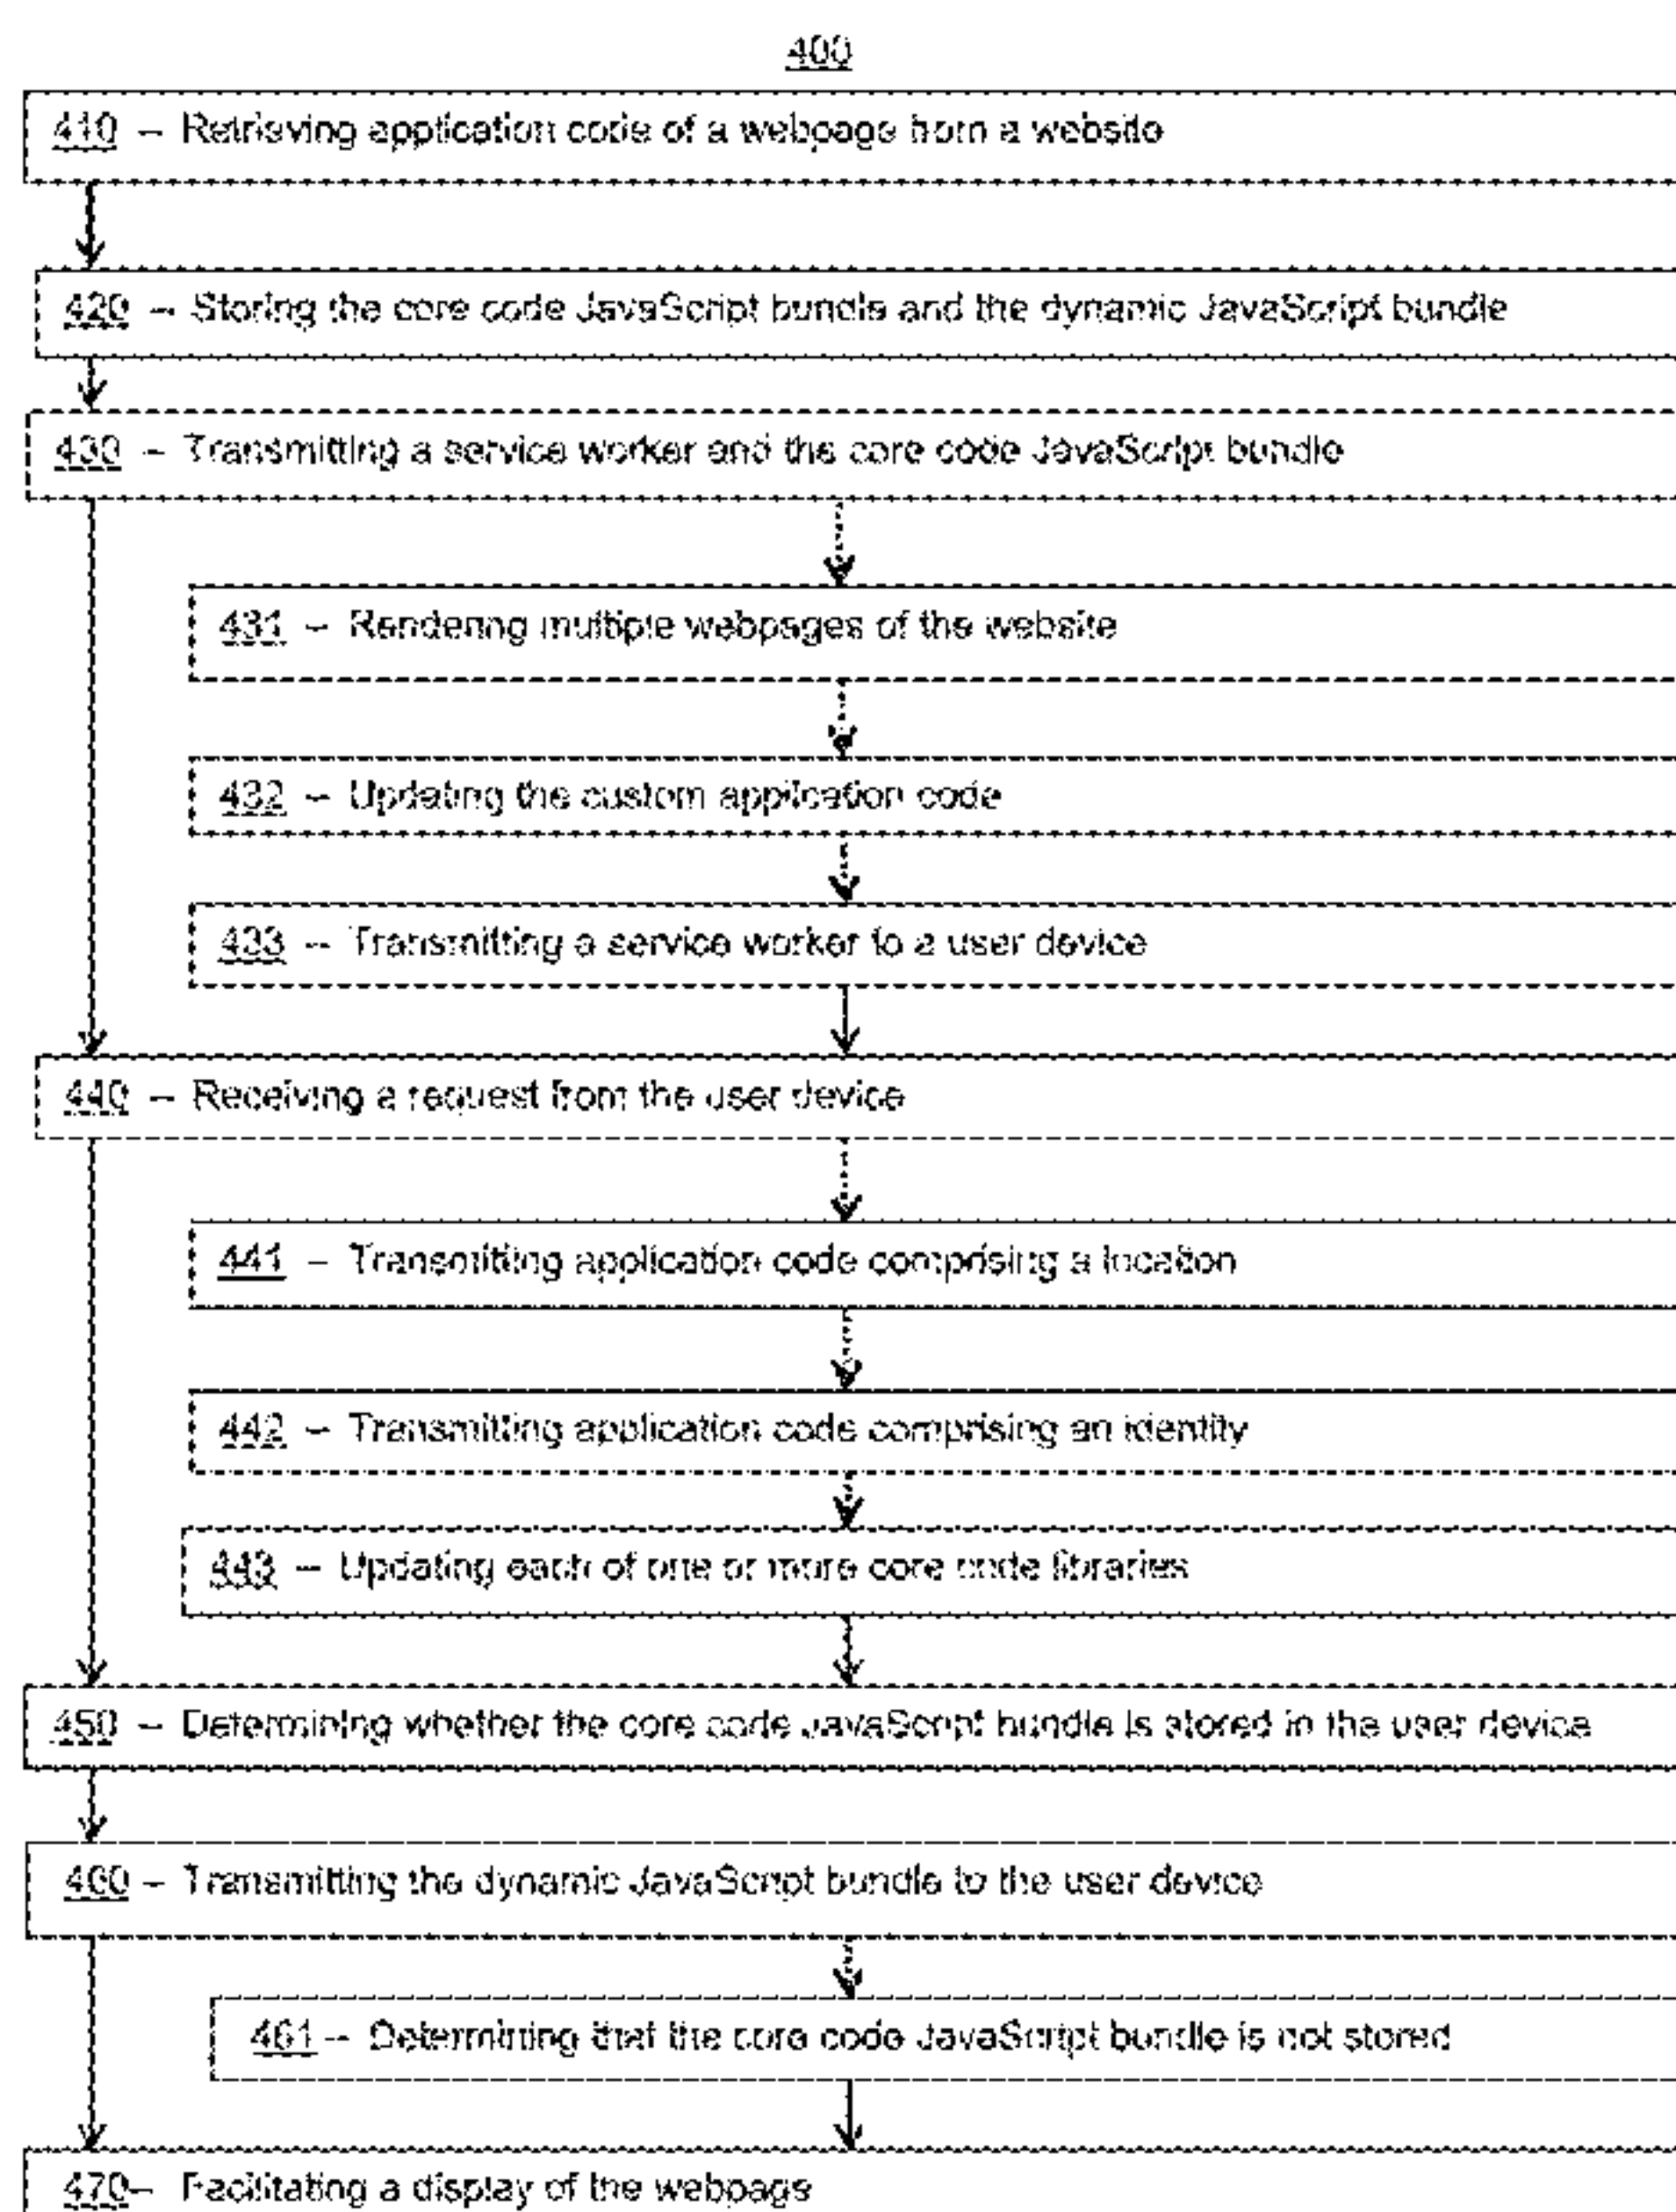 400
410 – Retrieving application code of a webpage from a website
420 – Storing the core code JavaScript bundle and the dynamic JavaScript bundle
430 – Transmitting a service worker and the core code JavaScript bundle
431 – Rendering multiple webpages of the website
432 – Updating the custom application code
433 – Transmitting a service worker to a user device
440 – Receiving a request from the user device
441 – Transmitting application code comprising a location
442 – Transmitting application code comprising an identity
443 – Updating each of one or more core code libraries
450 – Determining whether the core code JavaScript bundle is stored in the user device
460 – Transmitting the dynamic JavaScript bundle to the user device
461 – Determining that the core code JavaScript bundle is not stored
470 – Facilitating a display of the webpage